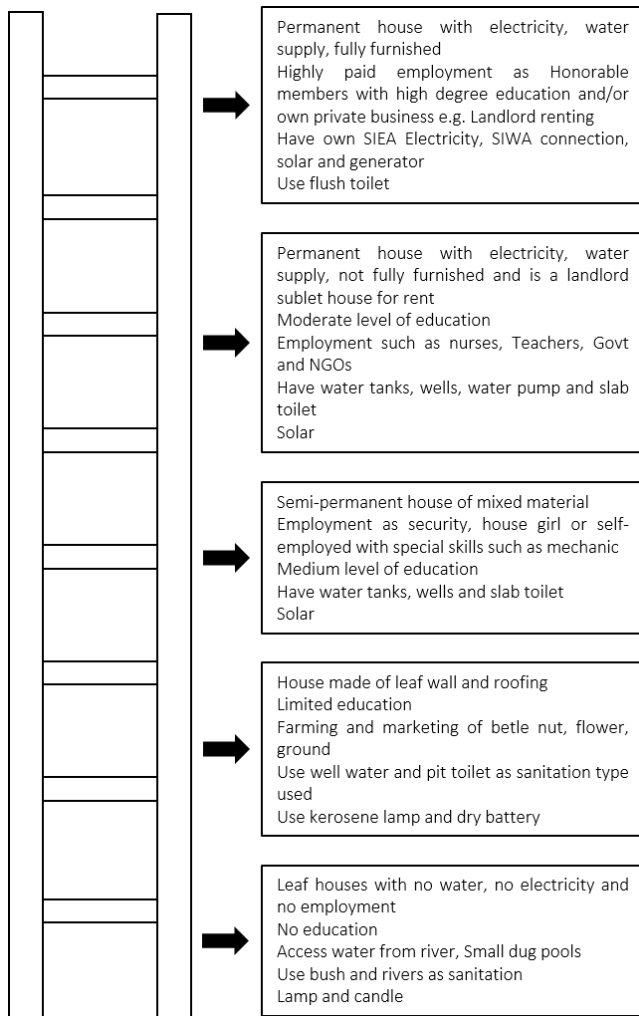 Permanent house with electricity, water
supply, fully furnished
Highly paid employment as Honorable
members with high degree education and/or
own private business e.g. Landlord renting
Have own SIEA Electricity, SIWA connection,
solar and generator
Use flush toilet
Permanent house with electricity, water
supply, not fully furnished and is a landlord
sublet house for rent
Moderate level of education
Employment such as nurses, Teachers, Govt
and NGOs
Have water tanks, wells, water pump and slab
toilet
Solar
Semi-permanent house of mixed material
Employment as security, house girl or self-
employed with special skills such as mechanic
Medium level of education
Have water tanks, wells and slab toilet
Solar
House made of leaf wall and roofing
Limited education
Farming and marketing of betle nut, flower,
ground
Use well water and pit toilet as sanitation type
used
Use kerosene lamp and dry battery
Leaf houses with no water, no electricity and
no employment
No education
Access water from river, Small dug pools
Use bush and rivers as sanitation
Lamp and candle